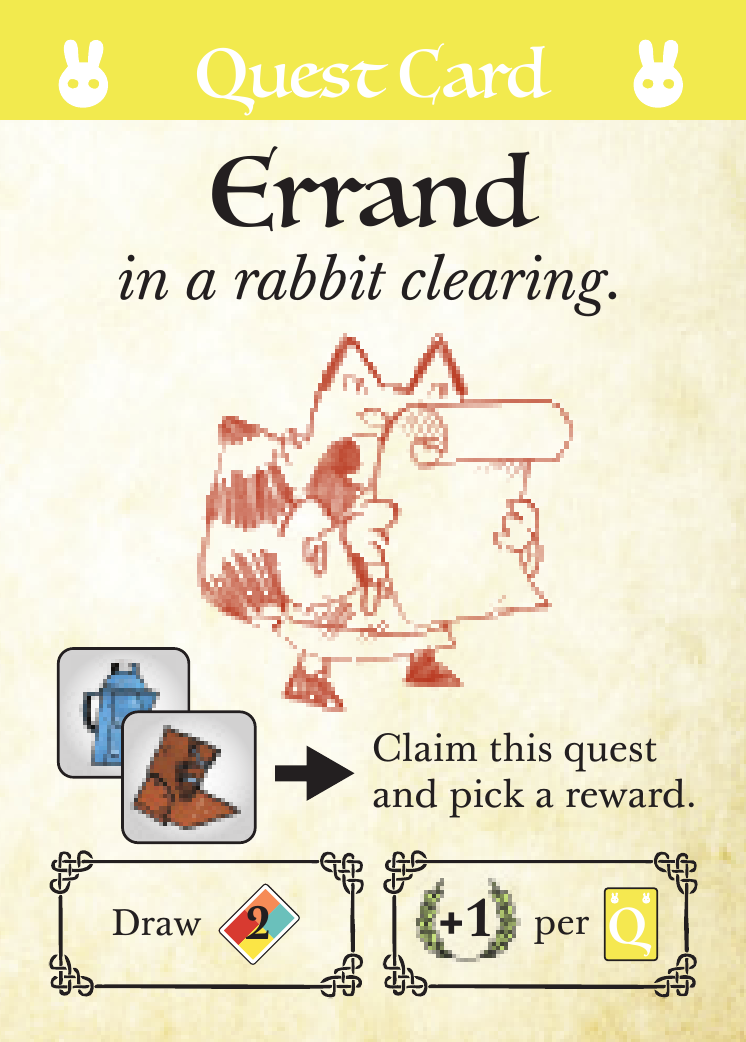 Quest Card
Errand
in a rabbit clearing.
Claim this quest
and pick a reward.
Draw 2
+1 per Q